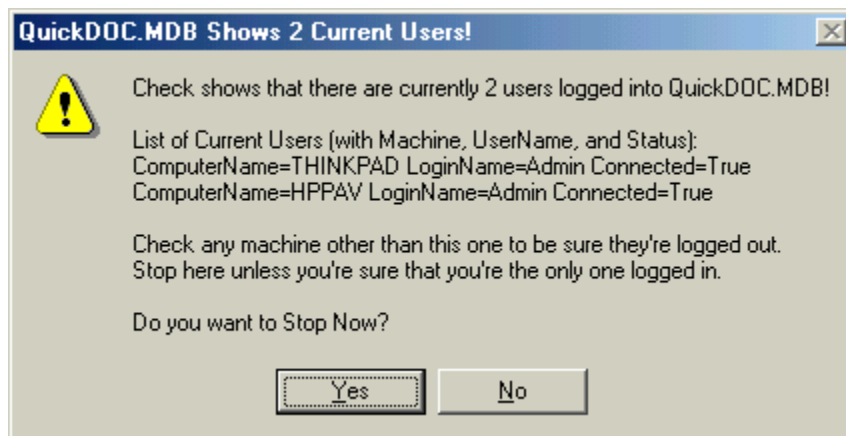 QuickDOC.MDB Shows 2 Current Users!
Check shows that there are currently 2 users logged into QuickDOC.MDB!
List of Current Users (with Machine, UserName, and Status):
ComputerName=THINKPAD LoginName=Admin Connected=True
ComputerName=HPPAV LoginName=Admin Connected=True
Check any machine other than this one to be sure they're logged out.
Stop here unless you're sure that you're the only one logged in.
Do you want to Stop Now?
Yes No